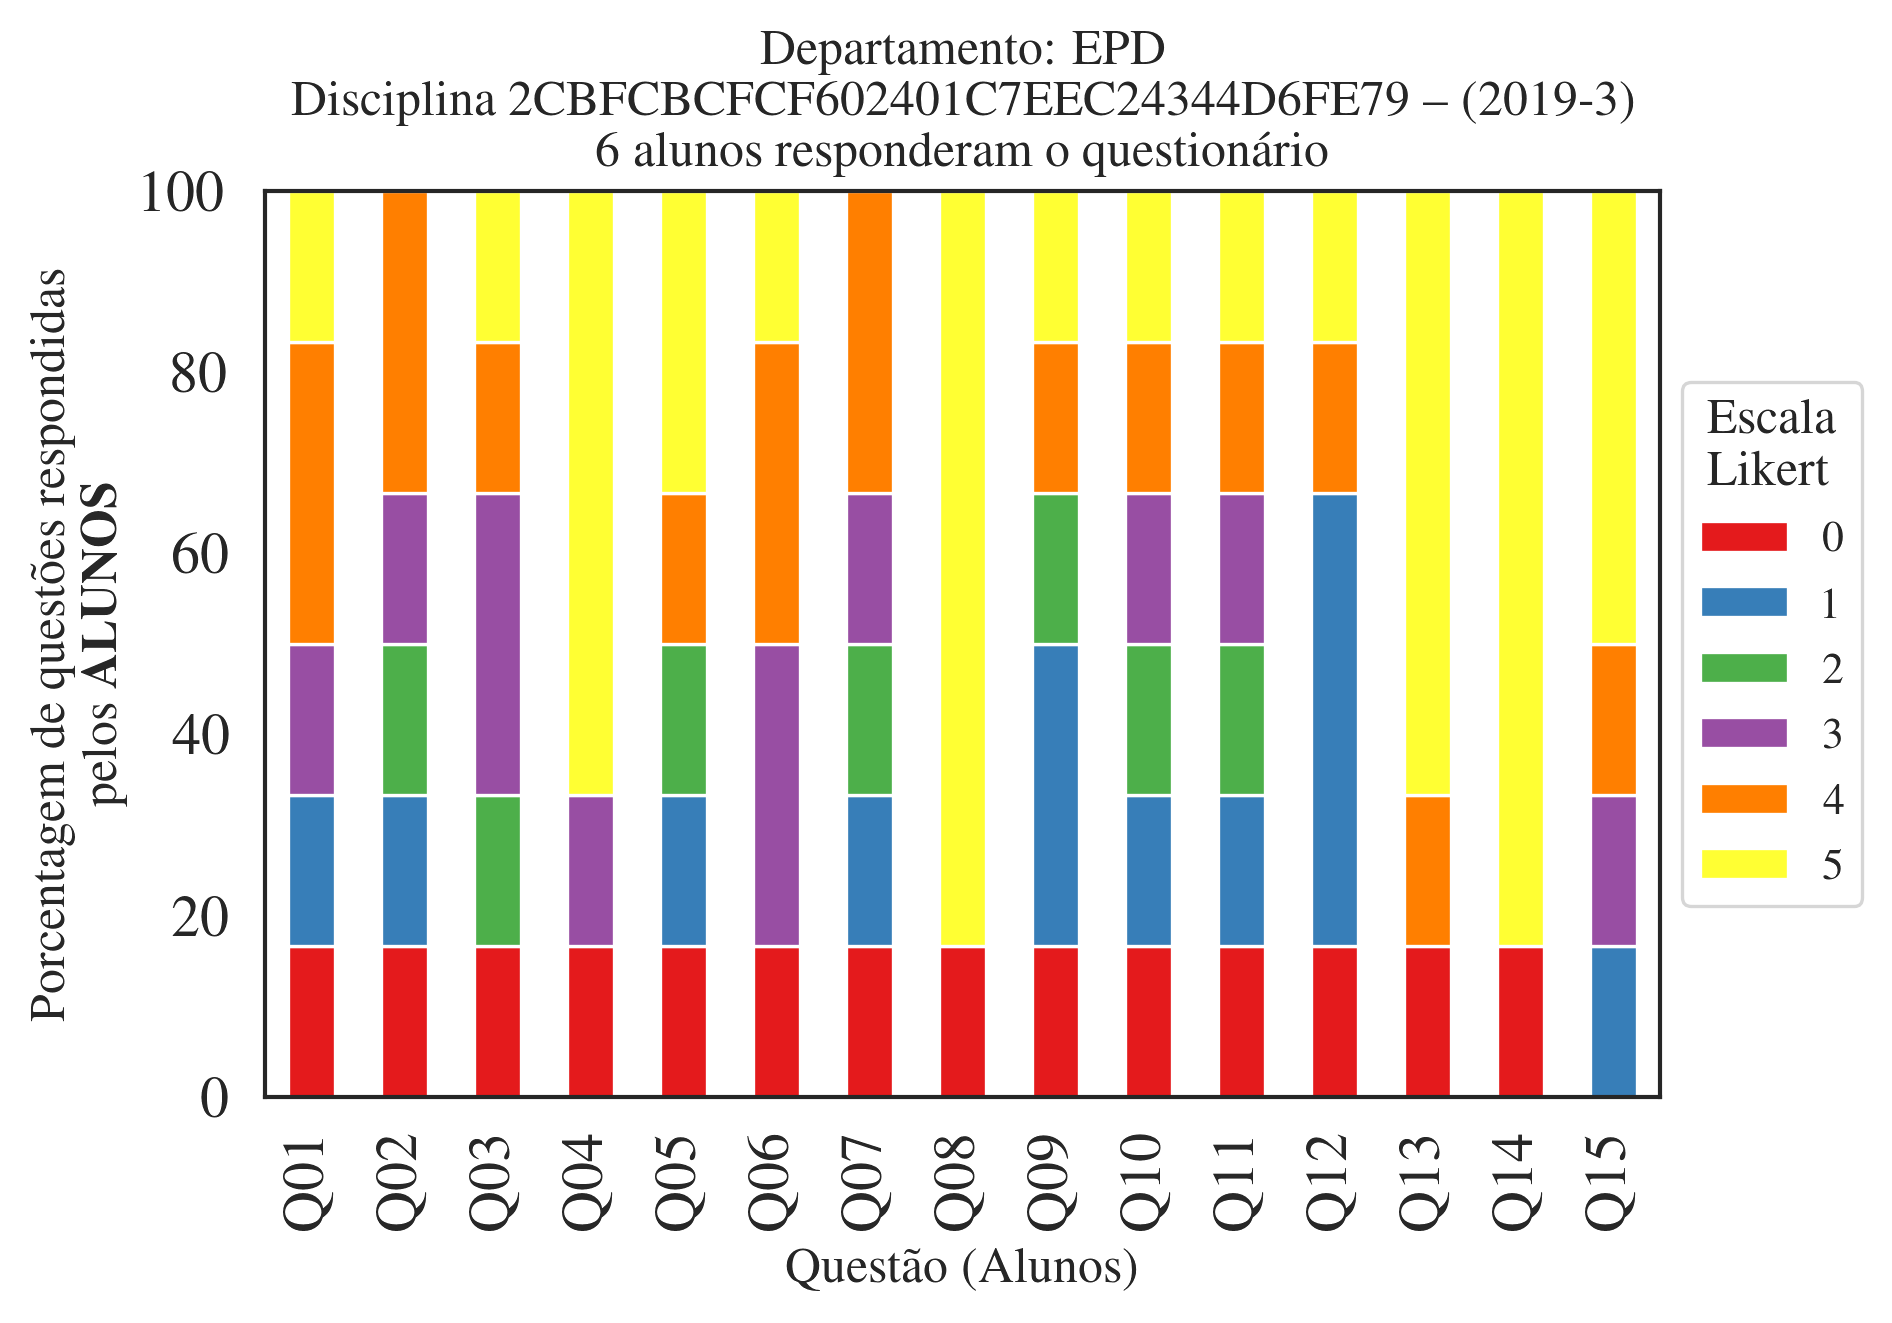 Departamento: EPD
Disciplina 2CBFCBCFCF602401C7EEC24344D6FE79 – (2019-3)
6 alunos responderam o questionário
Porcentagem de questões respondidas
pelos ALUNOS
100
80
60
40
20
0
Q01
Q02
Q03
Q04
Q05
Q06
Q07
Q08
Q09
Q10
Q11
Q12
Q13
Q14
Q15
Questão (Alunos)
Escala
Likert
0
1
2
3
4
5